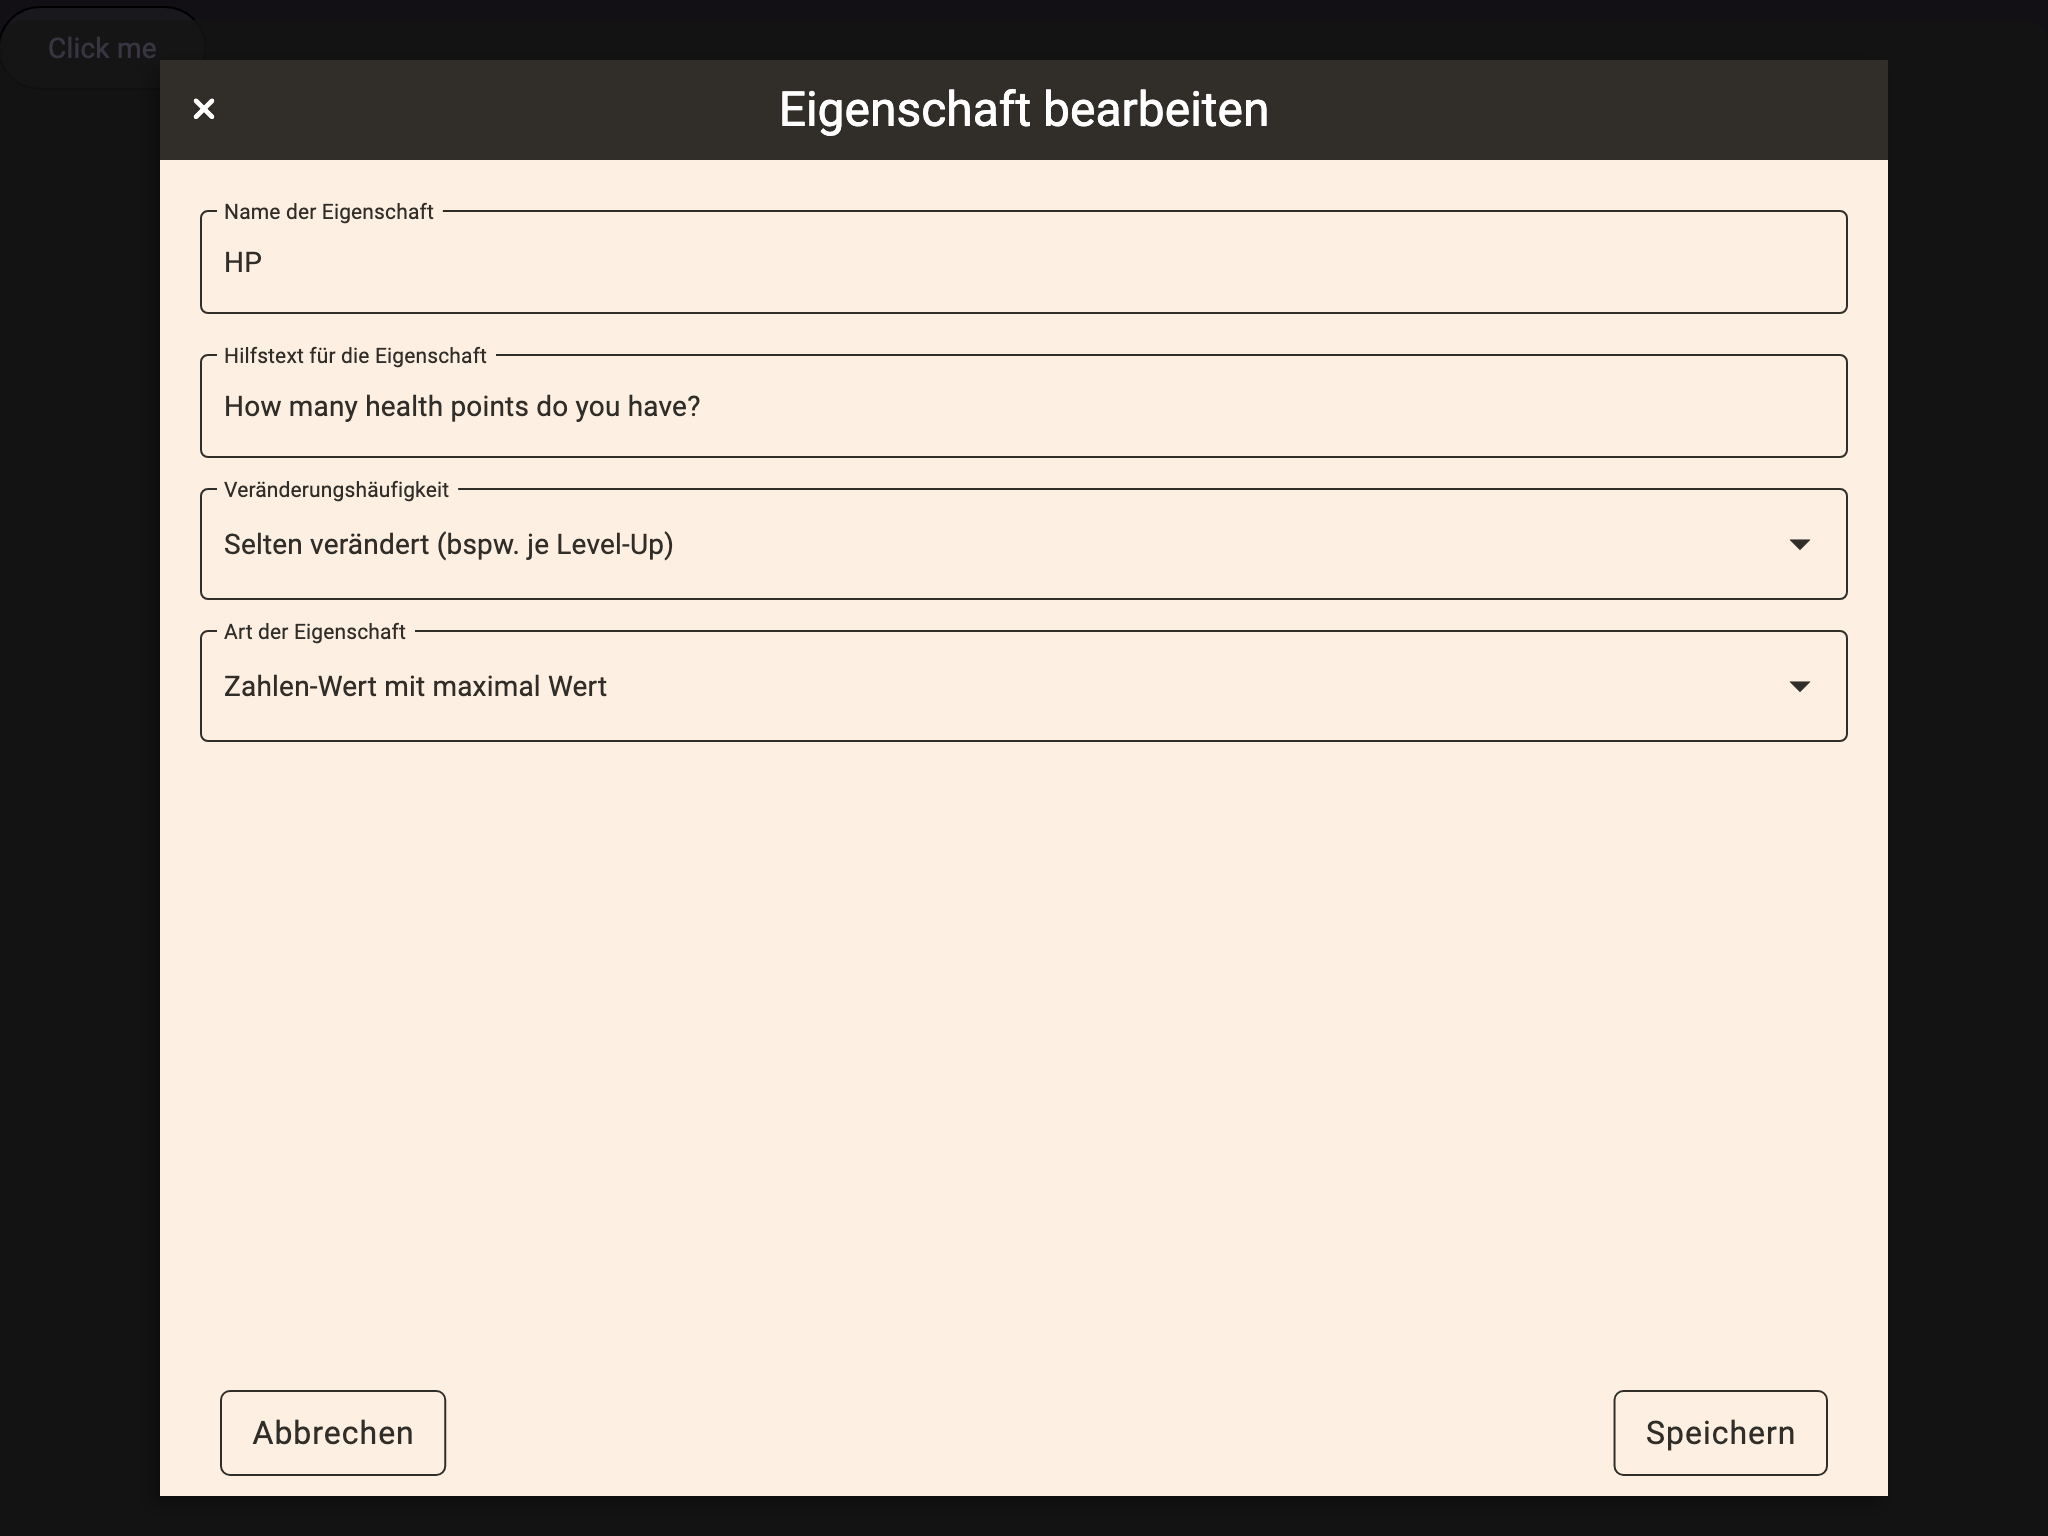 Click me
Eigenschaft bearbeiten
Name der Eigenschaft
HP
Hilfstext für die Eigenschaft
How many health points do you have?
Veränderungshäufigkeit
Selten verändert (bspw. je Level-Up)
Art der Eigenschaft
Zahlen-Wert mit maximal Wert
Abbrechen
Speichern